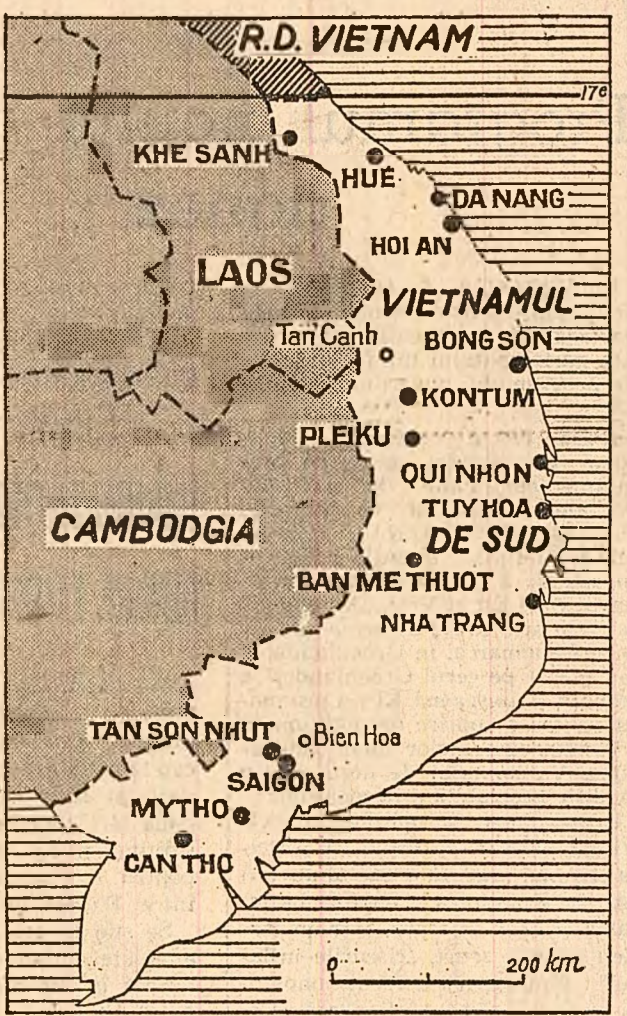 R.D. VIETNAM
17º
KHE SANH
HUÉ
DA NANG
HOI AN
LAOS
VIETNAMUL
Tan Canh
BONG SON
KONTUM
PLEIKU
QUI NHON
TUY HOA
CAMBODGIA
DE SUD
BAN ME THUOT
NHA TRANG
TAN SON NHUT
Bien Hoa
SAIGON
MYTHO
CAN THO
0 200 km